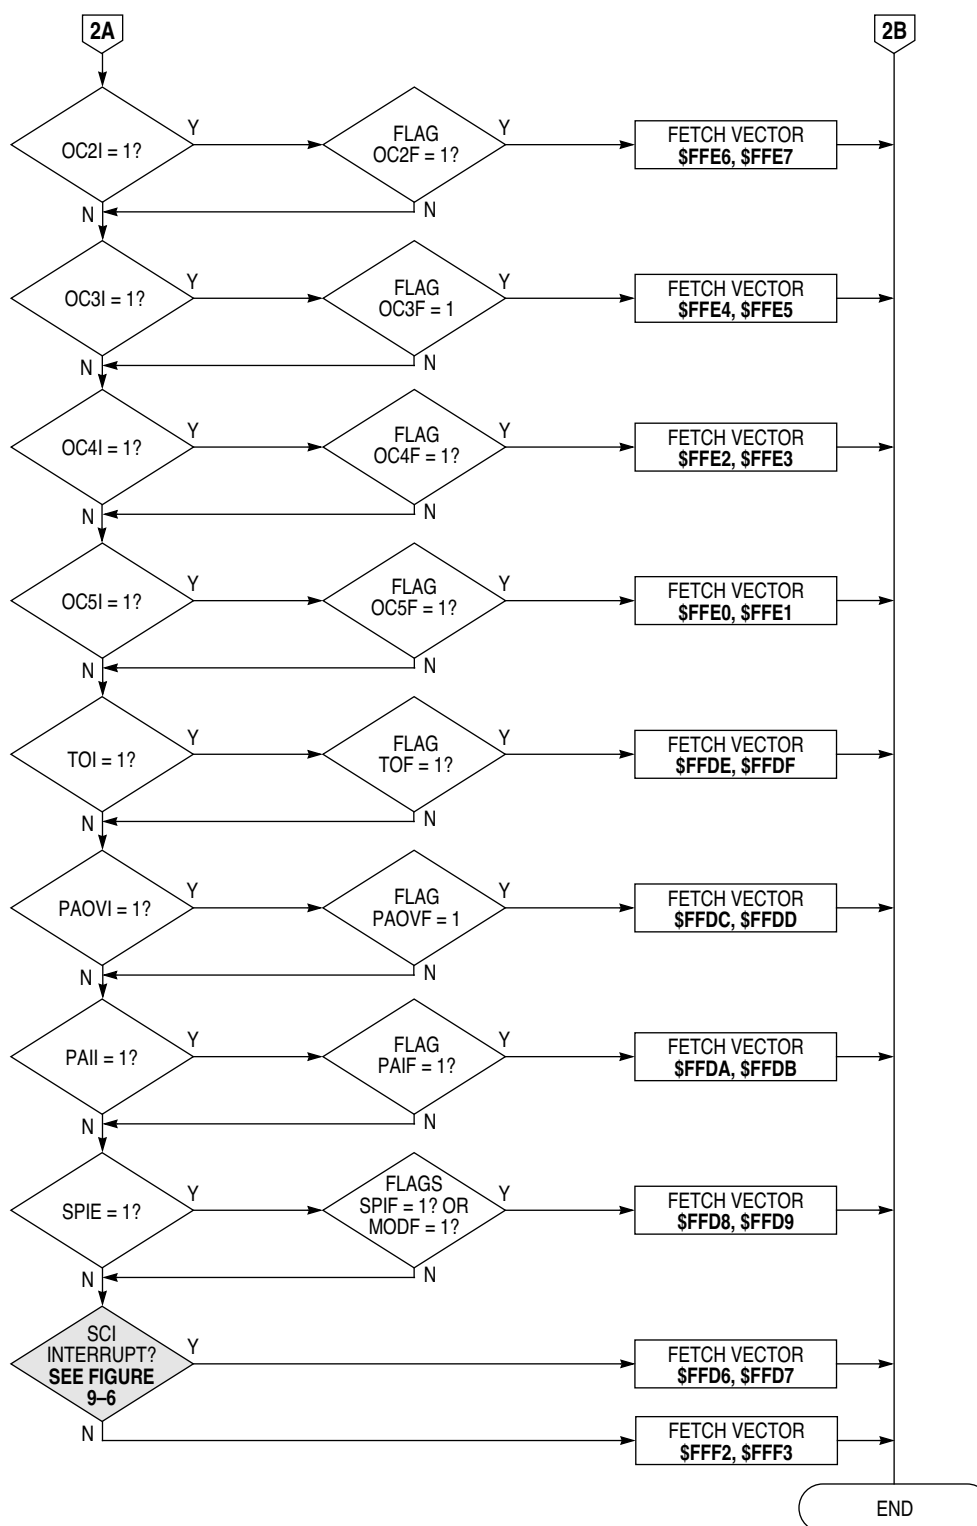 2A
2B
OC2I = 1?
Y
FLAG
OC2F = 1?
Y
FETCH VECTOR
$FFE6, $FFE7
N
N
OC3I = 1?
Y
FLAG
OC3F = 1
Y
FETCH VECTOR
$FFE4, $FFE5
N
N
OC4I = 1?
Y
FLAG
OC4F = 1?
Y
FETCH VECTOR
$FFE2, $FFE3
N
N
OC5I = 1?
Y
FLAG
OC5F = 1?
Y
FETCH VECTOR
$FFE0, $FFE1
N
N
TOI = 1?
Y
FLAG
TOF = 1?
Y
FETCH VECTOR
$FFDE, $FFDF
N
N
PAOVI = 1?
Y
FLAG
PAOVF = 1
Y
FETCH VECTOR
$FFDC, $FFDD
N
N
PAII = 1?
Y
FLAG
PAIF = 1?
Y
FETCH VECTOR
$FFDA, $FFDB
N
N
SPIE = 1?
Y
FLAGS
SPIF = 1? OR
MODF = 1?
Y
FETCH VECTOR
$FFD8, $FFD9
N
N
SCI
INTERRUPT?
SEE FIGURE
9–6
Y
FETCH VECTOR
$FFD6, $FFD7
N
FETCH VECTOR
$FFF2, $FFF3
END